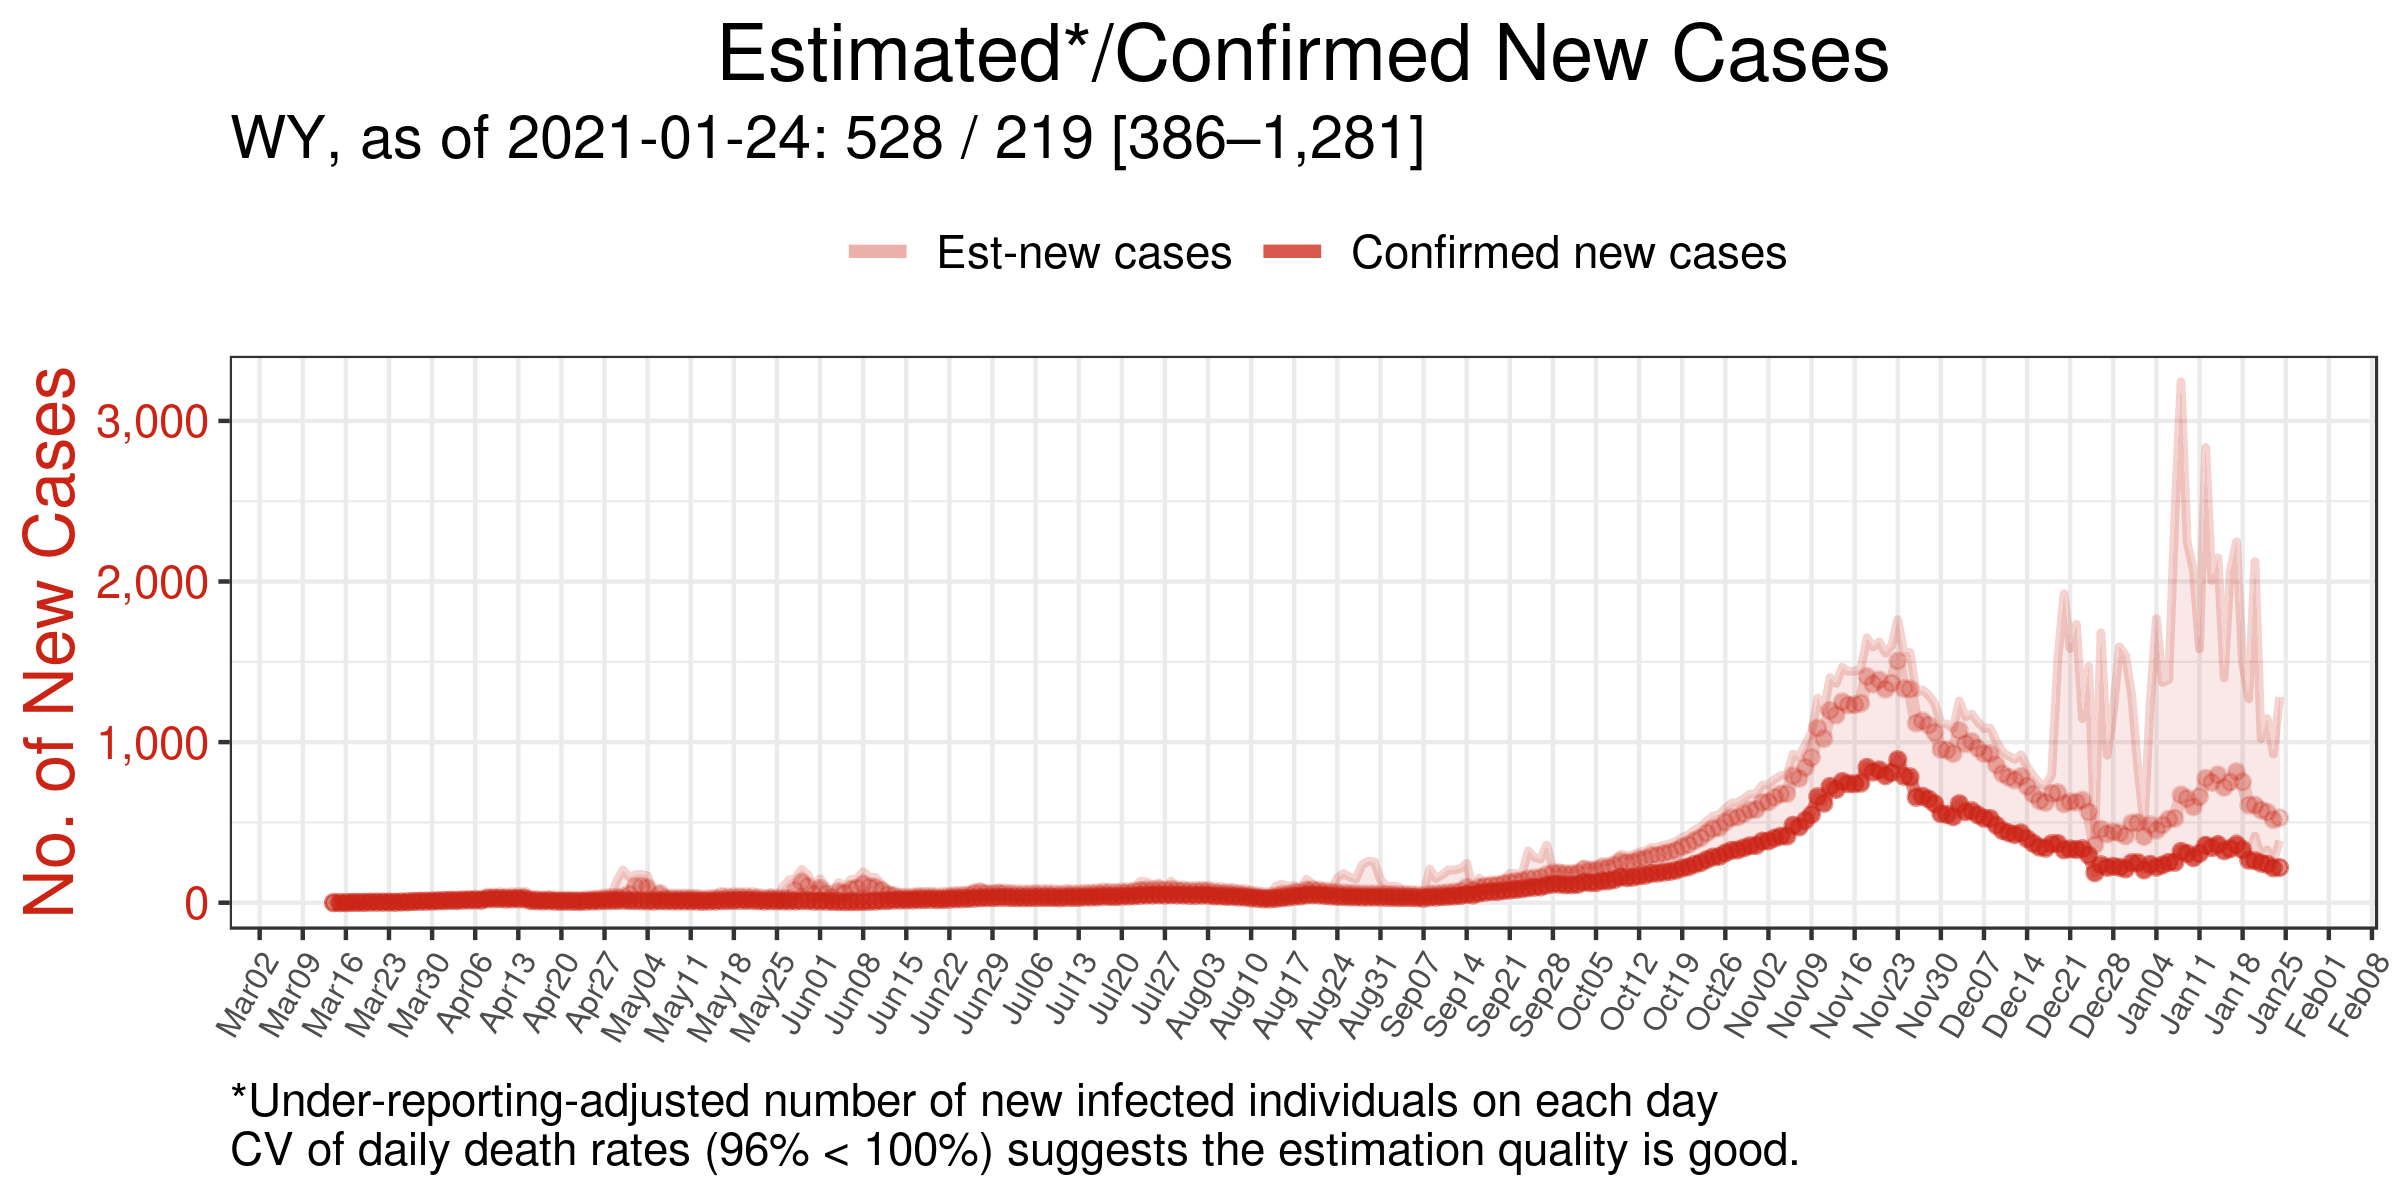 Estimated*/Confirmed New Cases
WY, as of 2021-01-24: 528 / 219 [386–1,281]
Est-new cases Confirmed new cases
No. of New Cases
3,000
2,000
1,000
0
Mar02 Mar09 Mar16 Mar23 Mar30 Apr06 Apr13 Apr20 Apr27 May04 May11 May18 May25 Jun01 Jun08 Jun15 Jun22 Jun29 Jul06 Jul13 Jul20 Jul27 Aug03 Aug10 Aug17 Aug24 Aug31 Sep07 Sep14 Sep21 Sep28 Oct05 Oct12 Oct19 Oct26 Nov02 Nov09 Nov16 Nov23 Nov30 Dec07 Dec14 Dec21 Dec28 Jan04 Jan11 Jan18 Jan25 Feb01 Feb08
*Under-reporting-adjusted number of new infected individuals on each day
CV of daily death rates (96% < 100%) suggests the estimation quality is good.